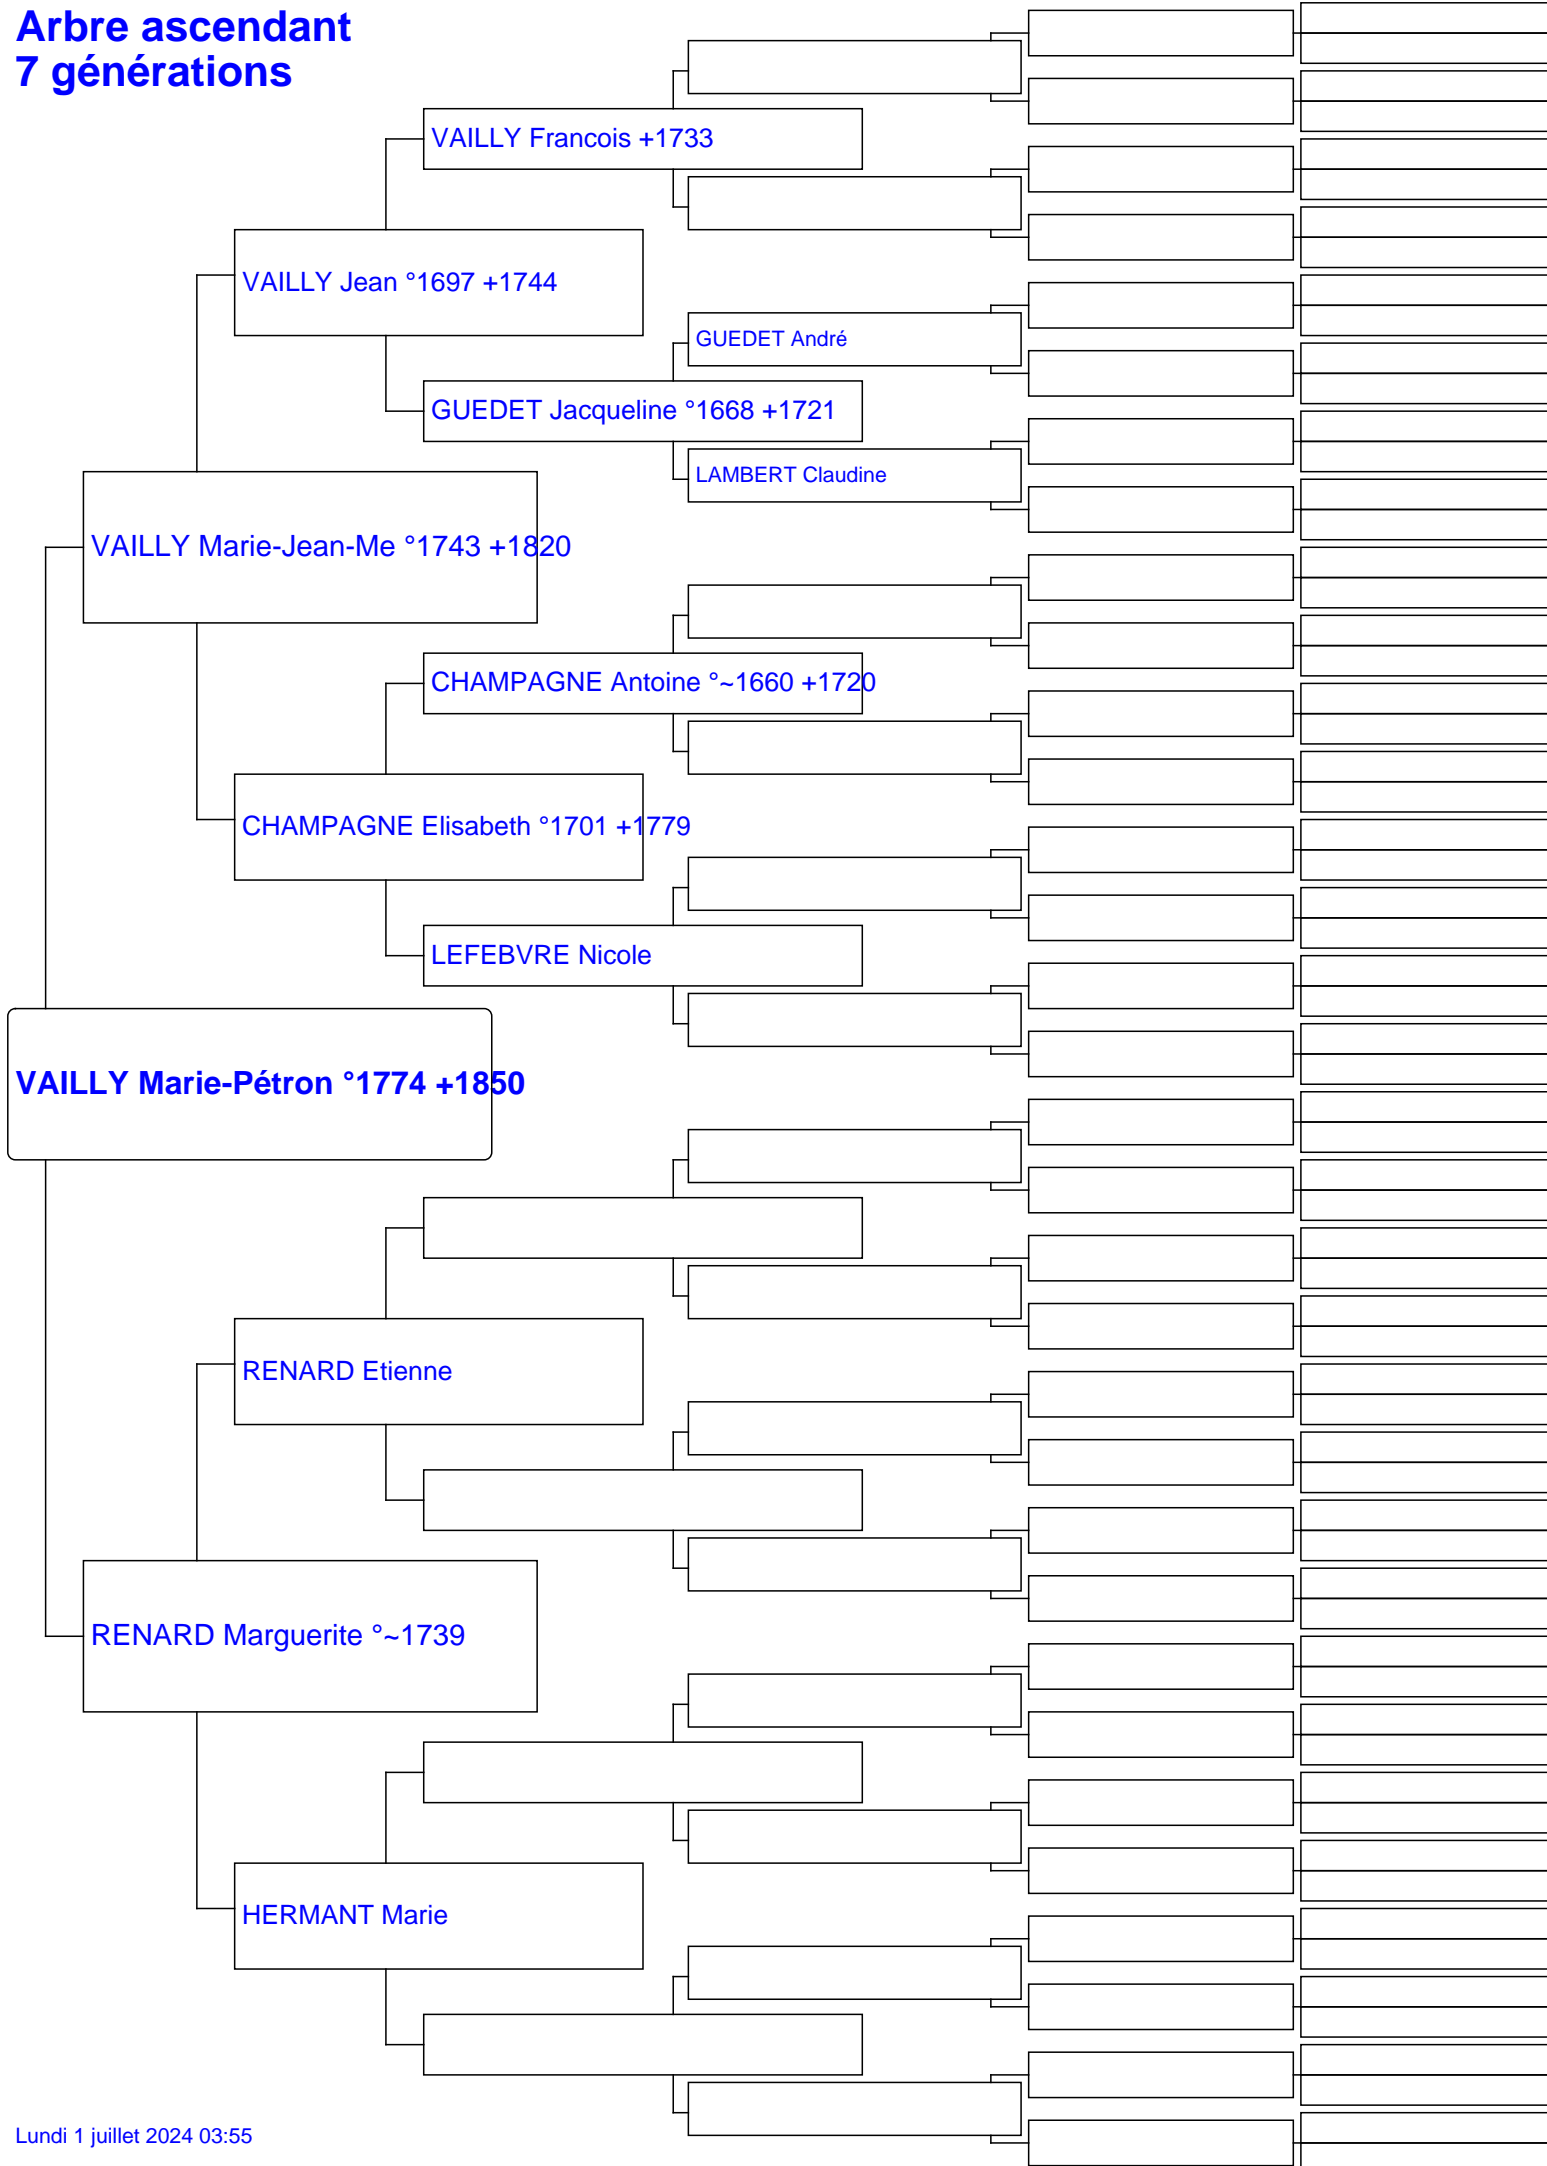 Arbre ascendant
7 générations
VAILLY Francois +1733
VAILLY Jean °1697 +1744
GUEDET André
GUEDET Jacqueline °1668 +1721
LAMBERT Claudine
VAILLY Marie-Jean-Me °1743 +1820
CHAMPAGNE Antoine °~1660 +1720
CHAMPAGNE Elisabeth °1701 +1779
LEFEBVRE Nicole
VAILLY Marie-Pétron °1774 +1850
RENARD Etienne
RENARD Marguerite °~1739
HERMANT Marie
Lundi 1 juillet 2024 03:55